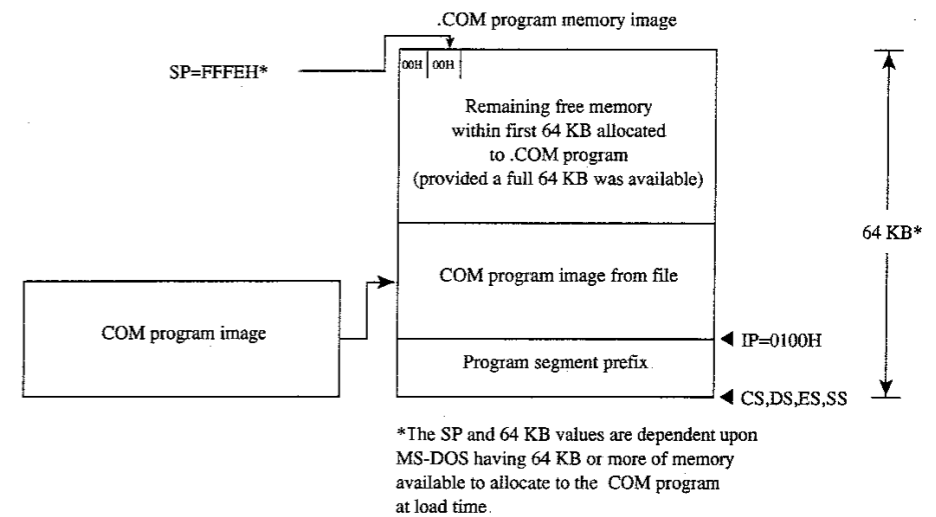 .COM program memory image
SP=FFFEH*
00H 00H
Remaining free memory
within first 64 KB allocated
to .COM program
(provided a full 64 KB was available)
64 KB*
COM program image from file
COM program image
IP=0100H
Program segment prefix
CS,DS,ES,SS
*The SP and 64 KB values are dependent upon
MS-DOS having 64 KB or more of memory
available to allocate to the COM program
at load time.